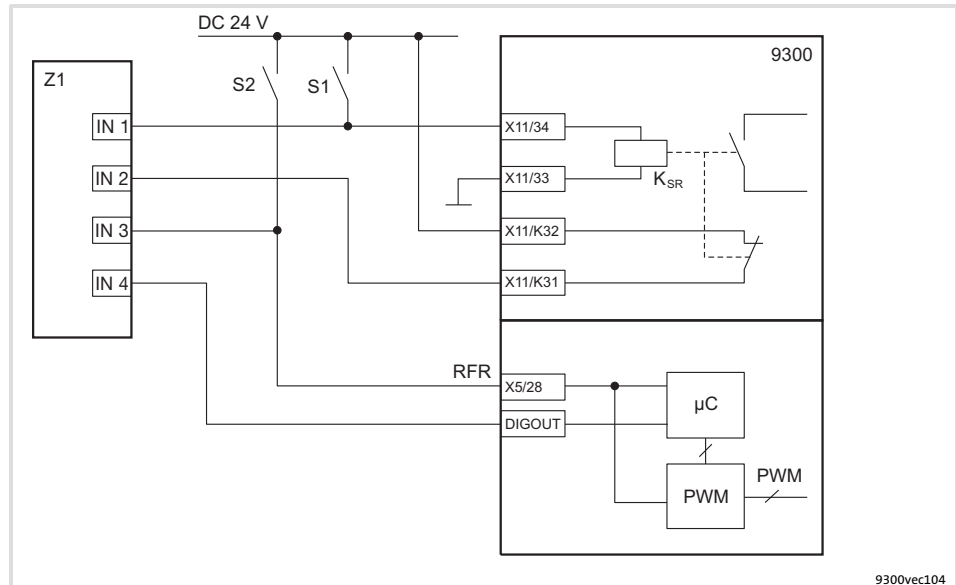 DC 24 V
9300
Z1
S2
S1
IN 1
X11/34
IN 2
X11/33
K_SR
IN 3
X11/K32
IN 4
X11/K31
RFR
X5/28
µC
DIGOUT
PWM
PWM
9300vec104